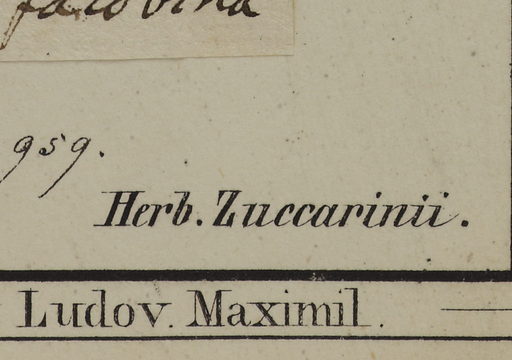 959.
Herb. Zuccarinii.
Ludov. Maximil.